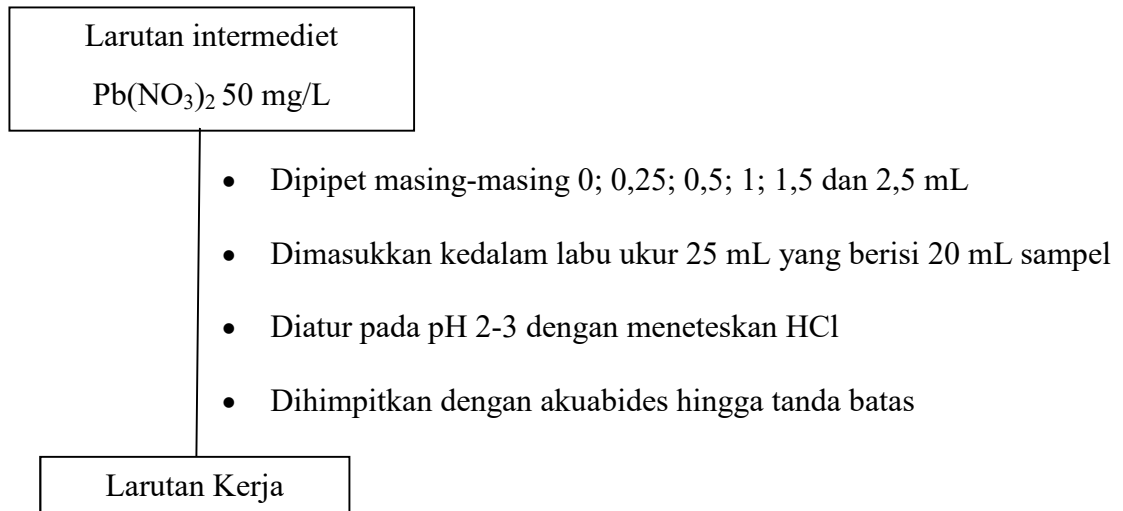 Larutan intermediet
Pb(NO₃)₂ 50 mg/L
• Dipipet masing-masing 0; 0,25; 0,5; 1; 1,5 dan 2,5 mL
• Dimasukkan kedalam labu ukur 25 mL yang berisi 20 mL sampel
• Diatur pada pH 2-3 dengan meneteskan HCl
• Dihimpitkan dengan akuabides hingga tanda batas
Larutan Kerja